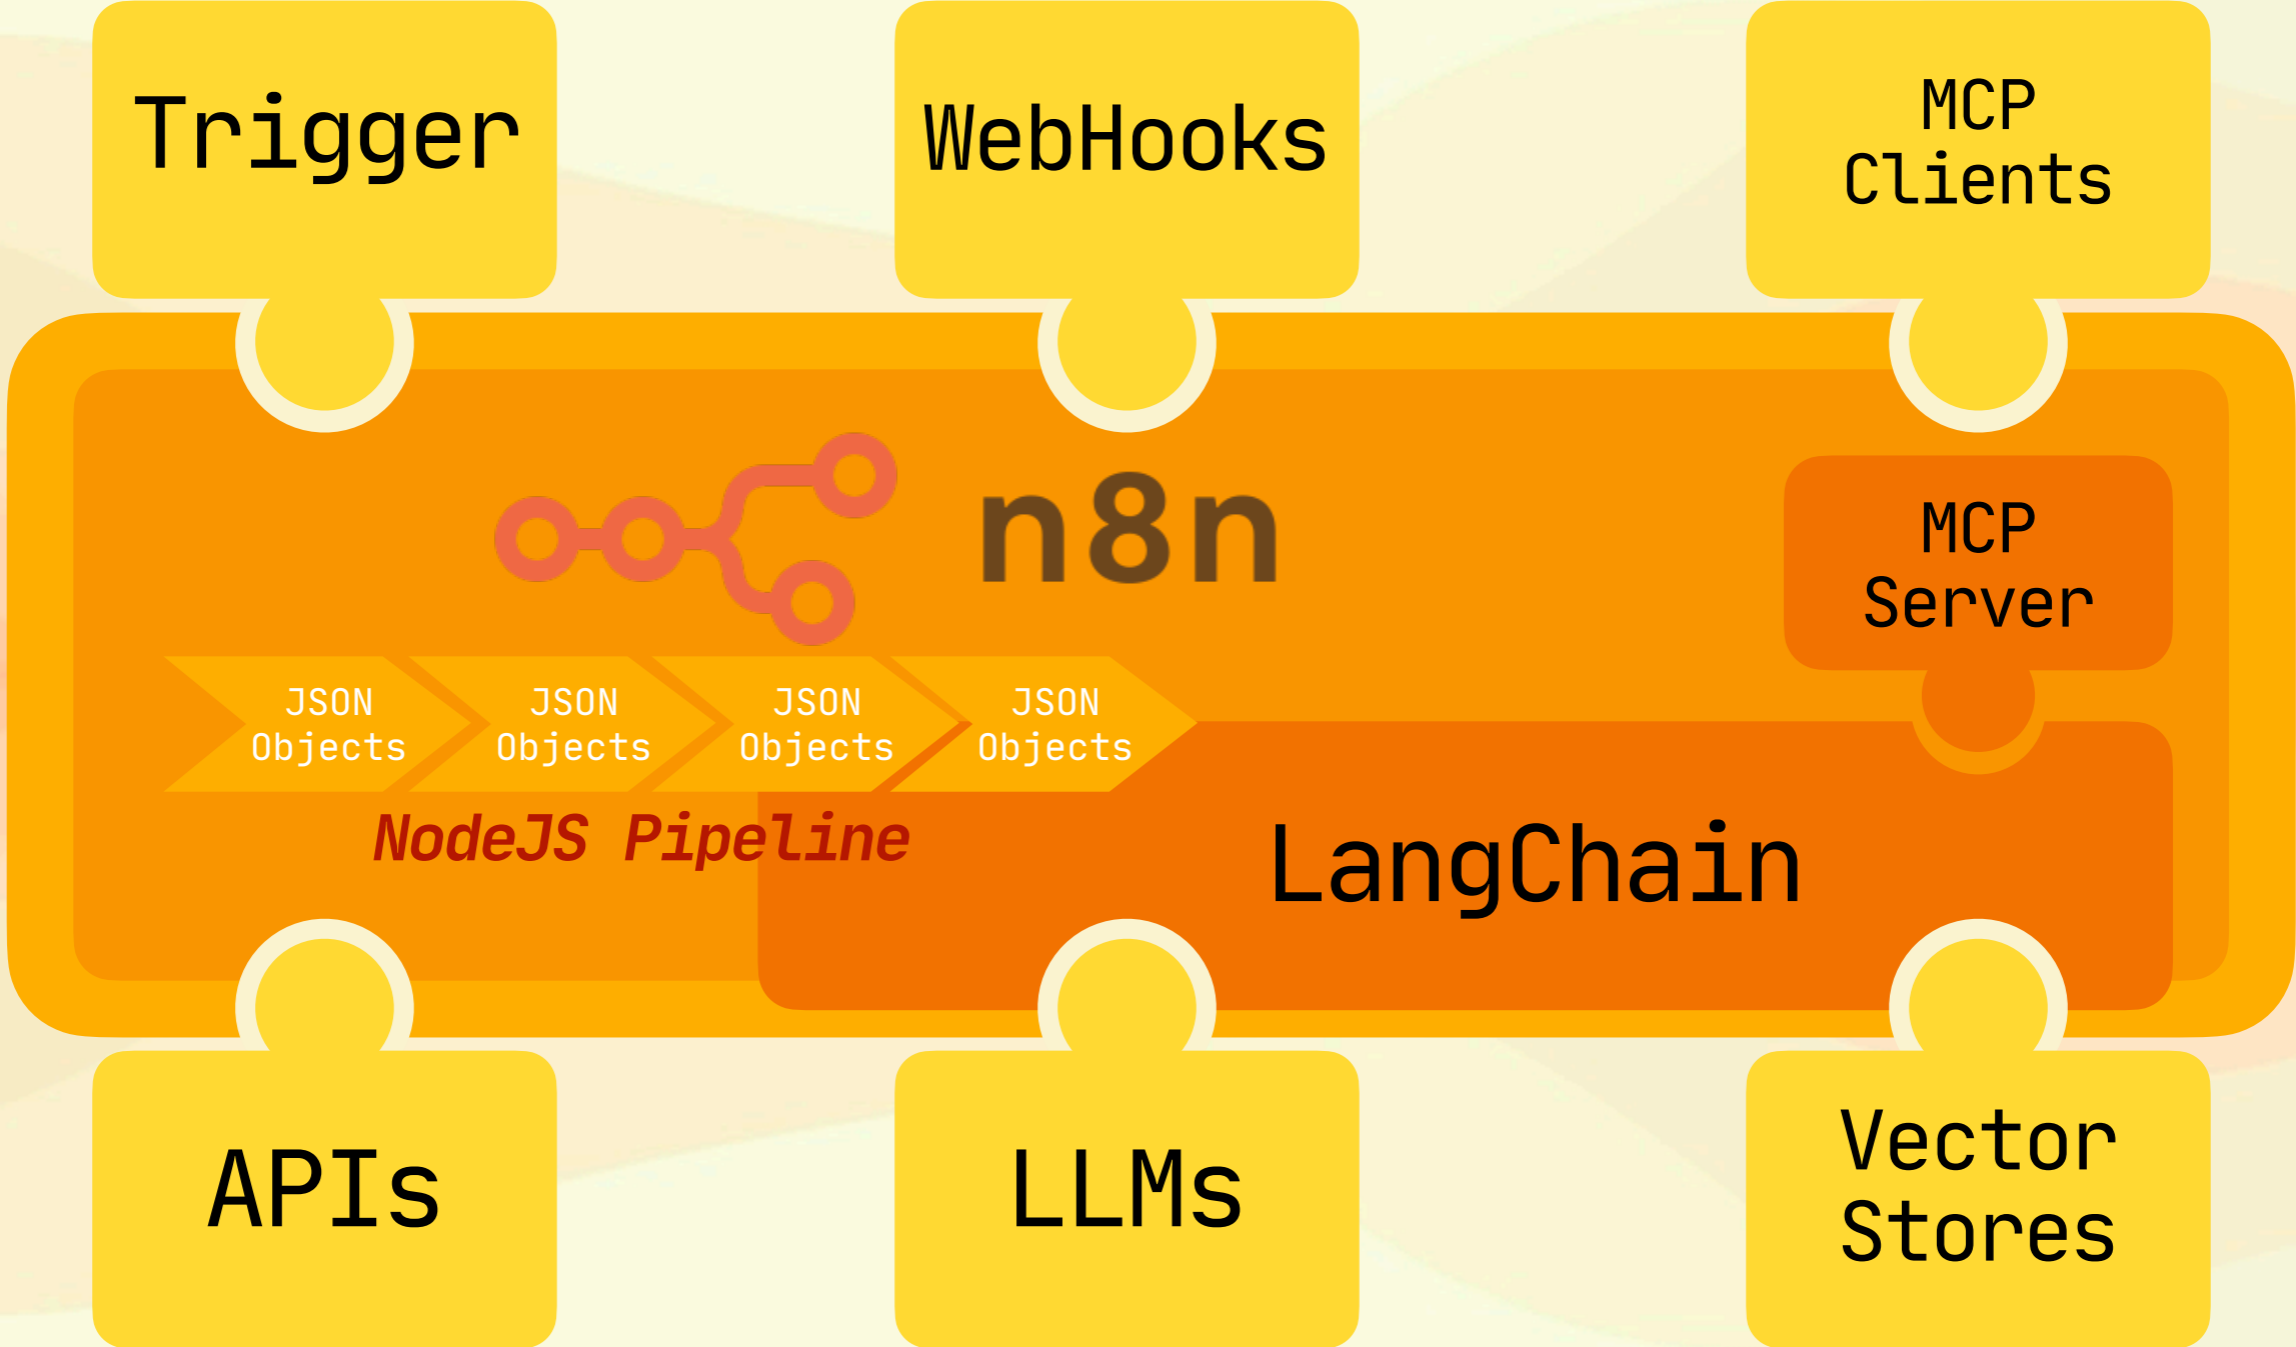 Trigger
WebHooks
MCP
Clients
n8n
MCP
Server
JSON
Objects
JSON
Objects
JSON
Objects
JSON
Objects
NodeJS Pipeline
LangChain
APIs
LLMs
Vector
Stores